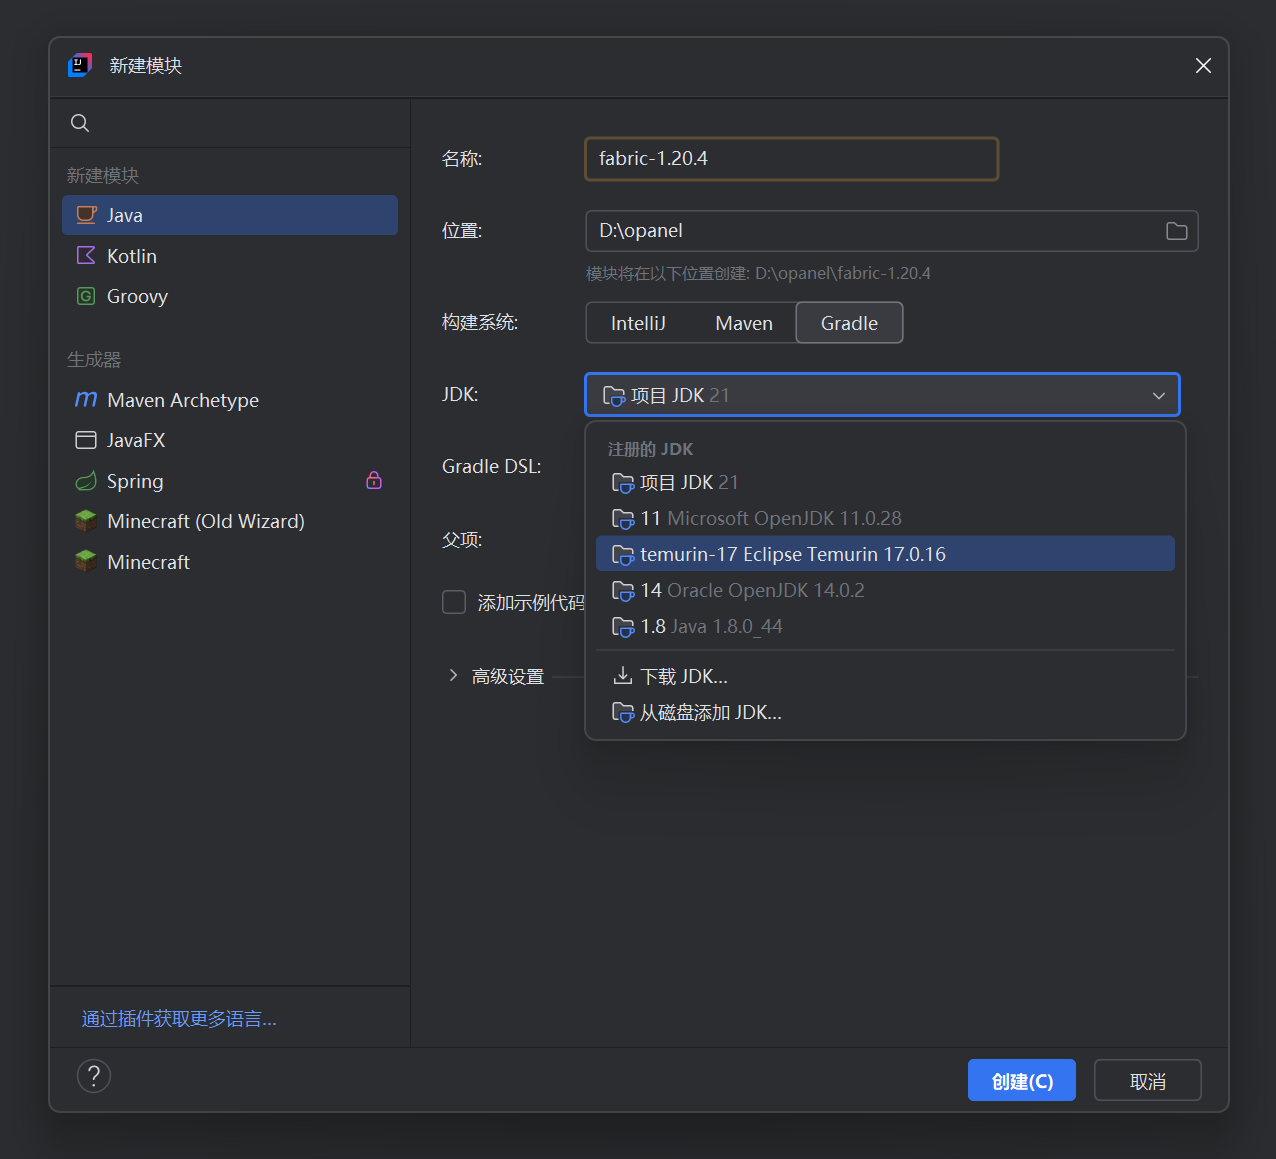 新建模块
新建模块
Java
Kotlin
Groovy
生成器
Maven Archetype
JavaFX
Spring
Minecraft (Old Wizard)
Minecraft
通过插件获取更多语言...
名称:
fabric-1.20.4
位置:
D:\opanel
模块将在以下位置创建: D:\opanel\fabric-1.20.4
构建系统:
IntelliJ Maven Gradle
JDK:
项目 JDK 21
Gradle DSL:
父项:
添加示例代码
高级设置
注册的 JDK
项目 JDK 21
11 Microsoft OpenJDK 11.0.28
temurin-17 Eclipse Temurin 17.0.16
14 Oracle OpenJDK 14.0.2
1.8 Java 1.8.0_44
下载 JDK...
从磁盘添加 JDK...
?
创建(C)
取消